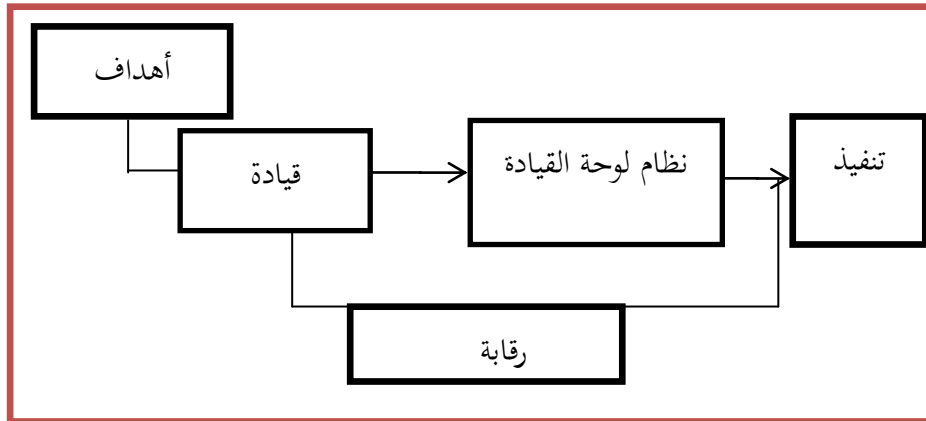 أهداف
قيادة
نظام لوحة القيادة
تنفيذ
رقابة